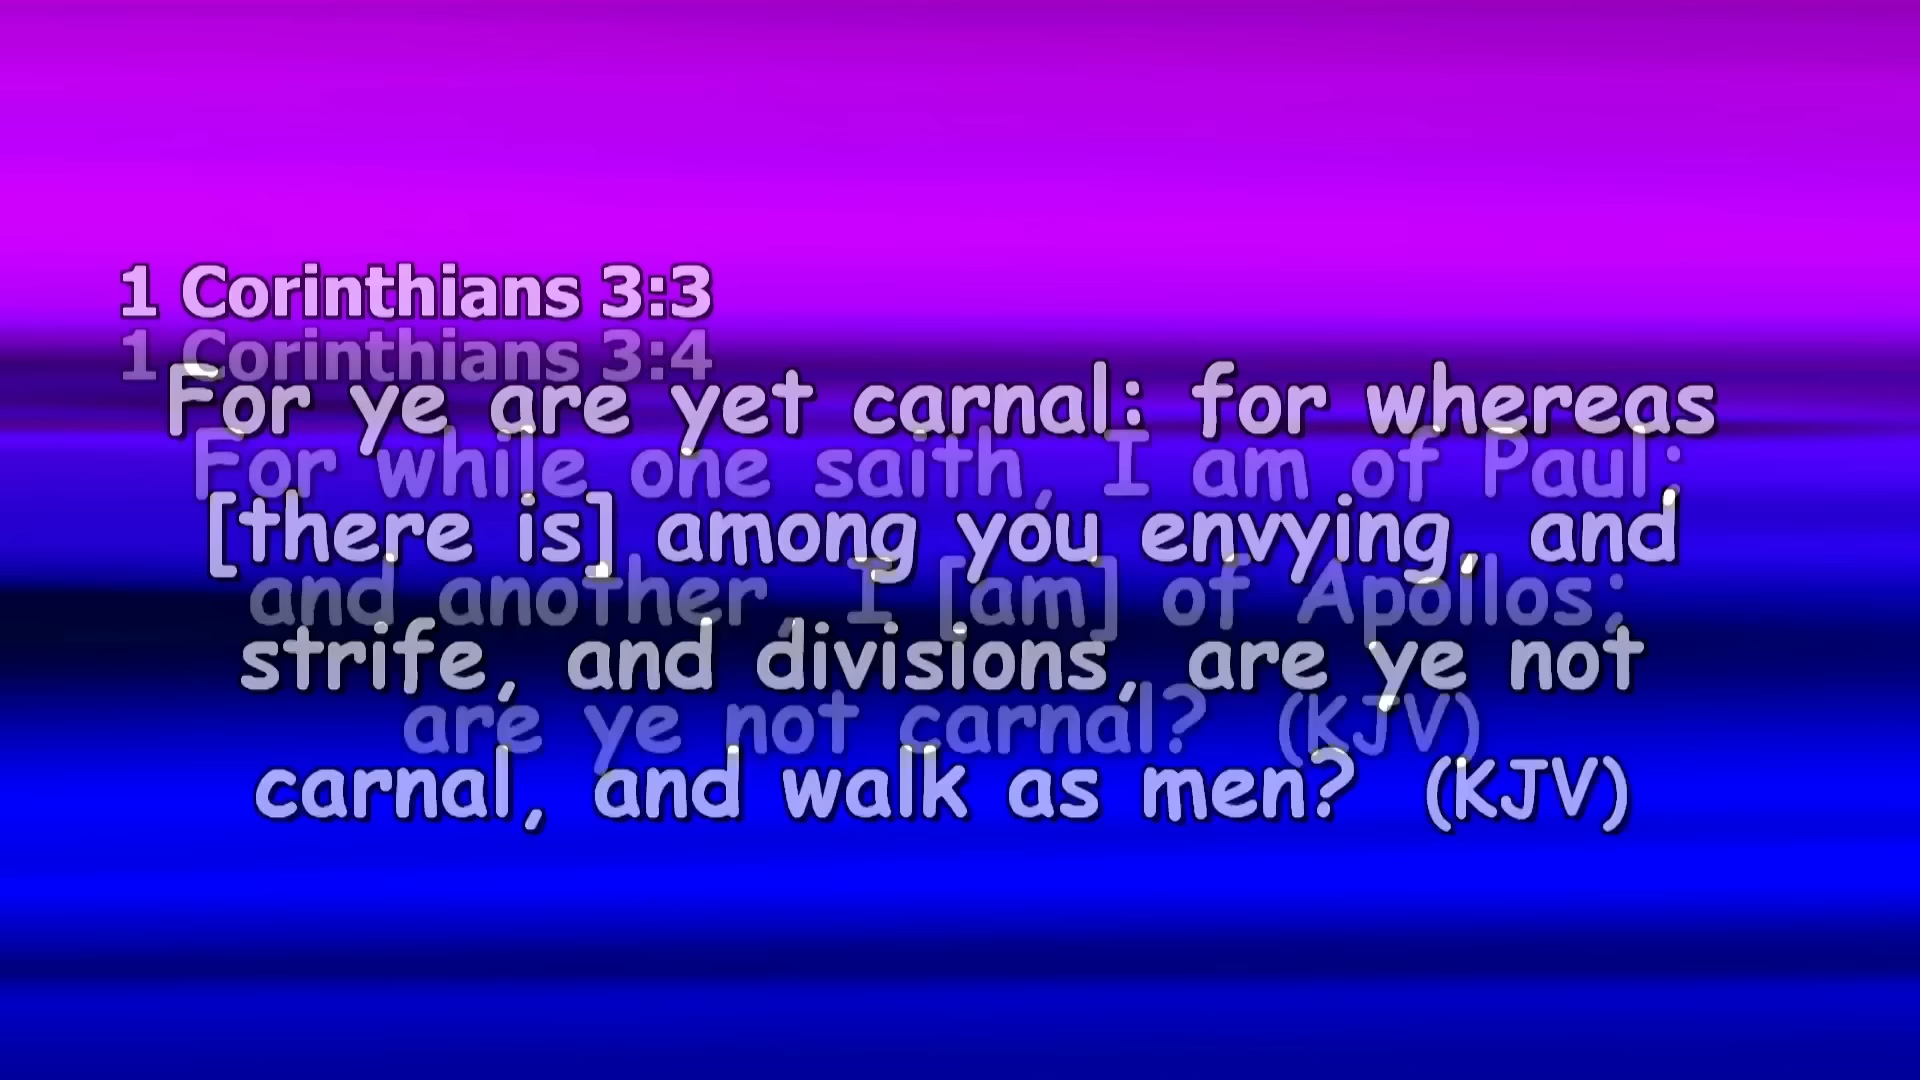 1 Corinthians 3:3
1 Corinthians 3:4
For ye are yet carnal: for whereas
For while one saith, I am of Paul;
[there is] among you envying, and
and another, I [am] of Apollos;
strife, and divisions, are ye not
are ye not carnal? (KJV)
carnal, and walk as men? (KJV)